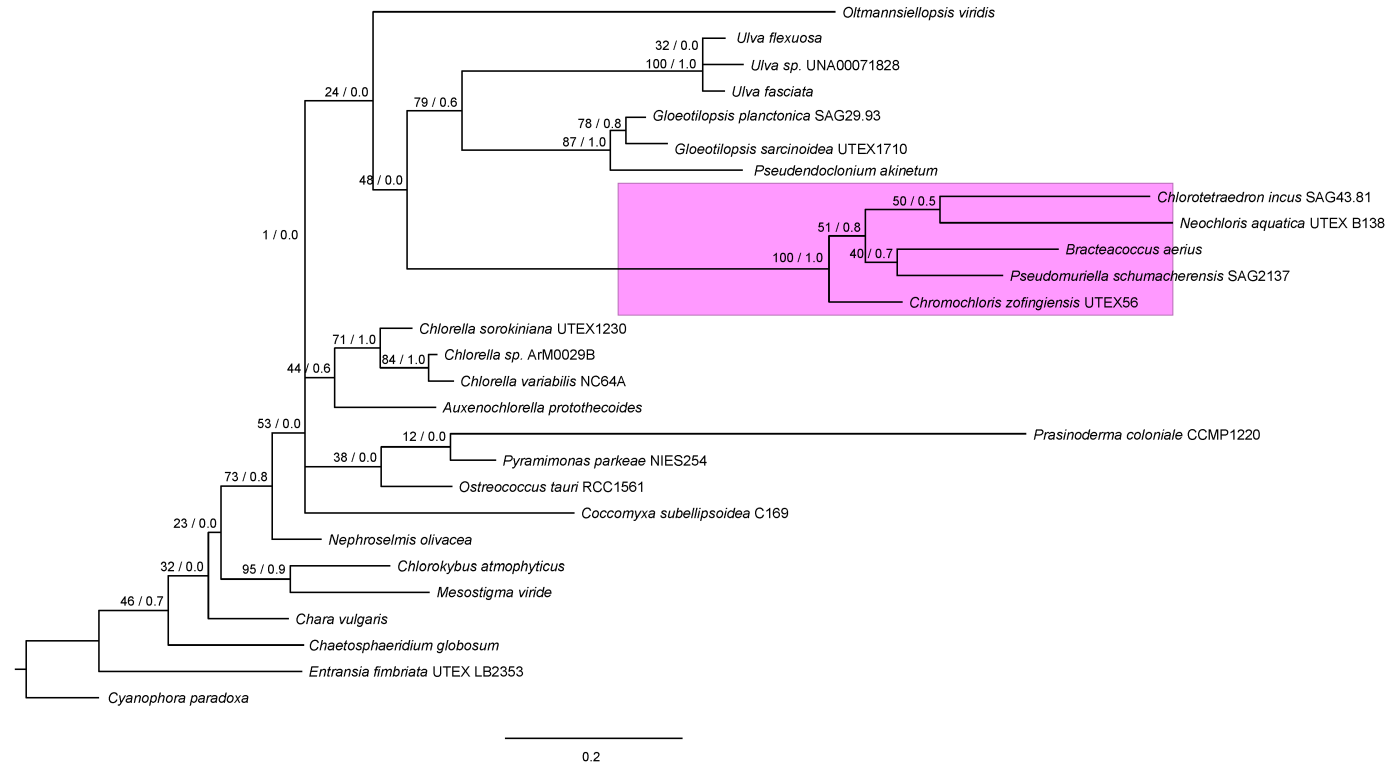 Oltmannsiellopsis viridis
Ulva flexuosa
32 / 0.0
Ulva sp. UNA00071828
100 / 1.0
Ulva fasciata
24 / 0.0
79 / 0.6
Gloeotilopsis planctonica SAG29.93
78 / 0.8
87 / 1.0
Gloeotilopsis sarcinoidea UTEX1710
Pseudendoclonium akinetum
48 / 0.0
Chlorotetraedron incus SAG43.81
50 / 0.5
Neochloris aquatica UTEX B138
51 / 0.8
1 / 0.0
Bracteacoccus aerius
100 / 1.0
40 / 0.7
Pseudomuriella schumacherensis SAG2137
Chromochloris zofingiensis UTEX56
Chlorella sorokiniana UTEX1230
71 / 1.0
Chlorella sp. ArM0029B
84 / 1.0
44 / 0.6
Chlorella variabilis NC64A
Auxenochlorella protothecoides
53 / 0.0
12 / 0.0
Prasinoderma coloniale CCMP1220
38 / 0.0
Pyramimonas parkeae NIES254
73 / 0.8
Ostreococcus tauri RCC1561
Coccomyxa subellipsoidea C169
23 / 0.0
Nephroselmis olivacea
32 / 0.0
95 / 0.9
Chlorokybus atmophyticus
Mesostigma viride
46 / 0.7
Chara vulgaris
Chaetosphaeridium globosum
Entransia fimbriata UTEX LB2353
Cyanophora paradoxa
0.2